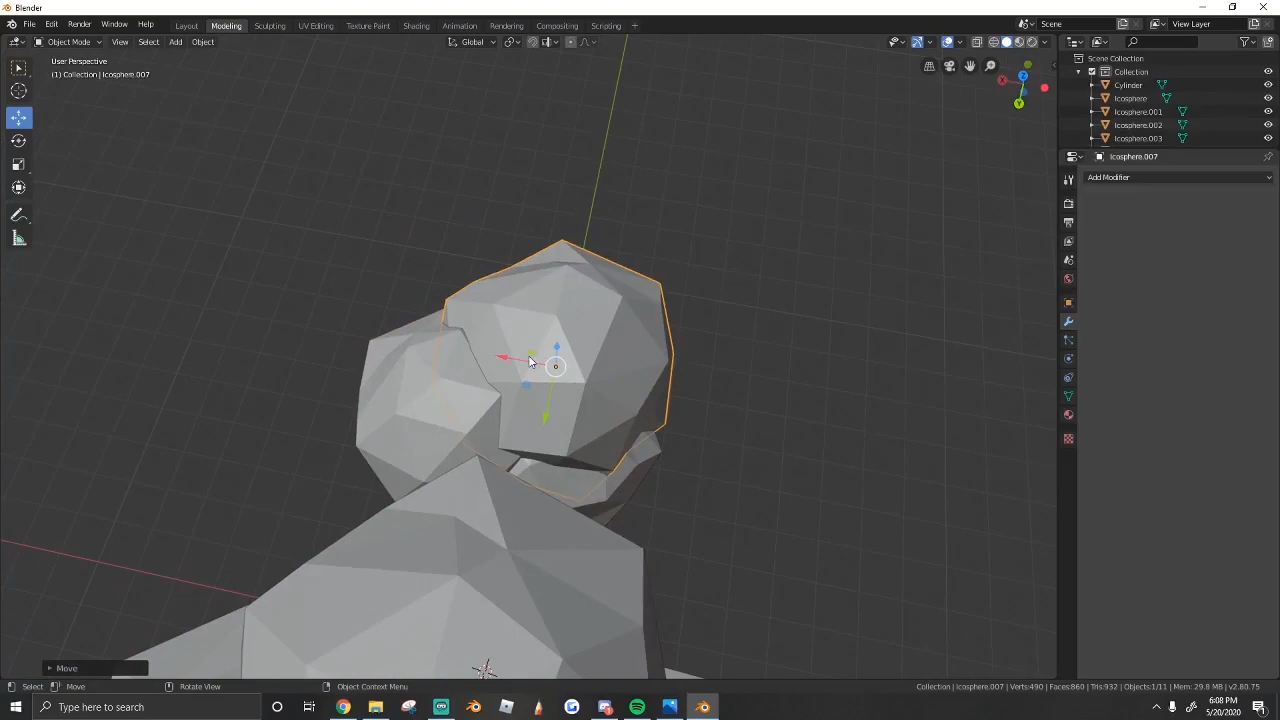 Blender
File Edit Render Window Help Layout Modeling Sculpting UV Editing Texture Paint Shading Animation Rendering Compositing Scripting + Scene View Layer
Object Mode View Select Add Object Global
User Perspective
(1) Collection | Icosphere.007
Scene Collection
Collection
Cylinder
Icosphere
Icosphere.001
Icosphere.002
Icosphere.003
Icosphere.007
Add Modifier
X
Z
Y
Move
Select Move Rotate View Object Context Menu Collection | Icosphere.007 | Verts:490 | Faces:860 | Tris:932 | Objects:1/11 | Mem: 29.8 MB | v2.80.75
Type here to search
6:08 PM
5/20/2020